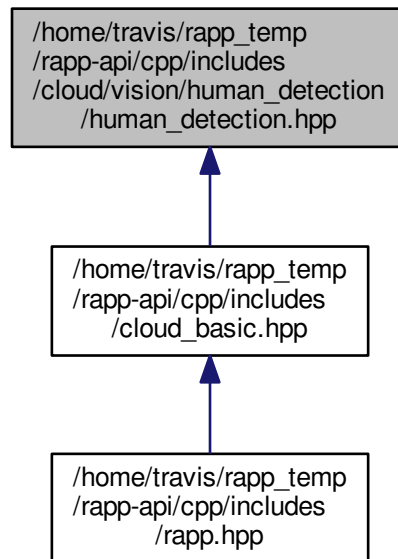 /home/travis/rapp_temp
/rapp-api/cpp/includes
/cloud/vision/human_detection
/human_detection.hpp
/home/travis/rapp_temp
/rapp-api/cpp/includes
/cloud_basic.hpp
/home/travis/rapp_temp
/rapp-api/cpp/includes
/rapp.hpp